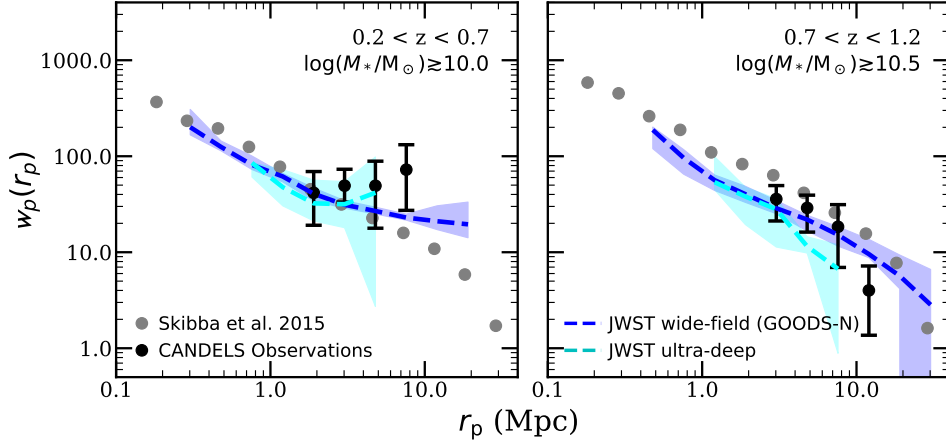 0.2 < z < 0.7
log(M*/M⊙)≳10.0
1000.0
100.0
10.0
1.0
wp(rp)
Skibba et al. 2015
CANDELS Observations
0.1 1.0 10.0
0.7 < z < 1.2
log(M*/M⊙)≳10.5
JWST wide-field (GOODS-N)
JWST ultra-deep
0.1 1.0 10.0
rp (Mpc)